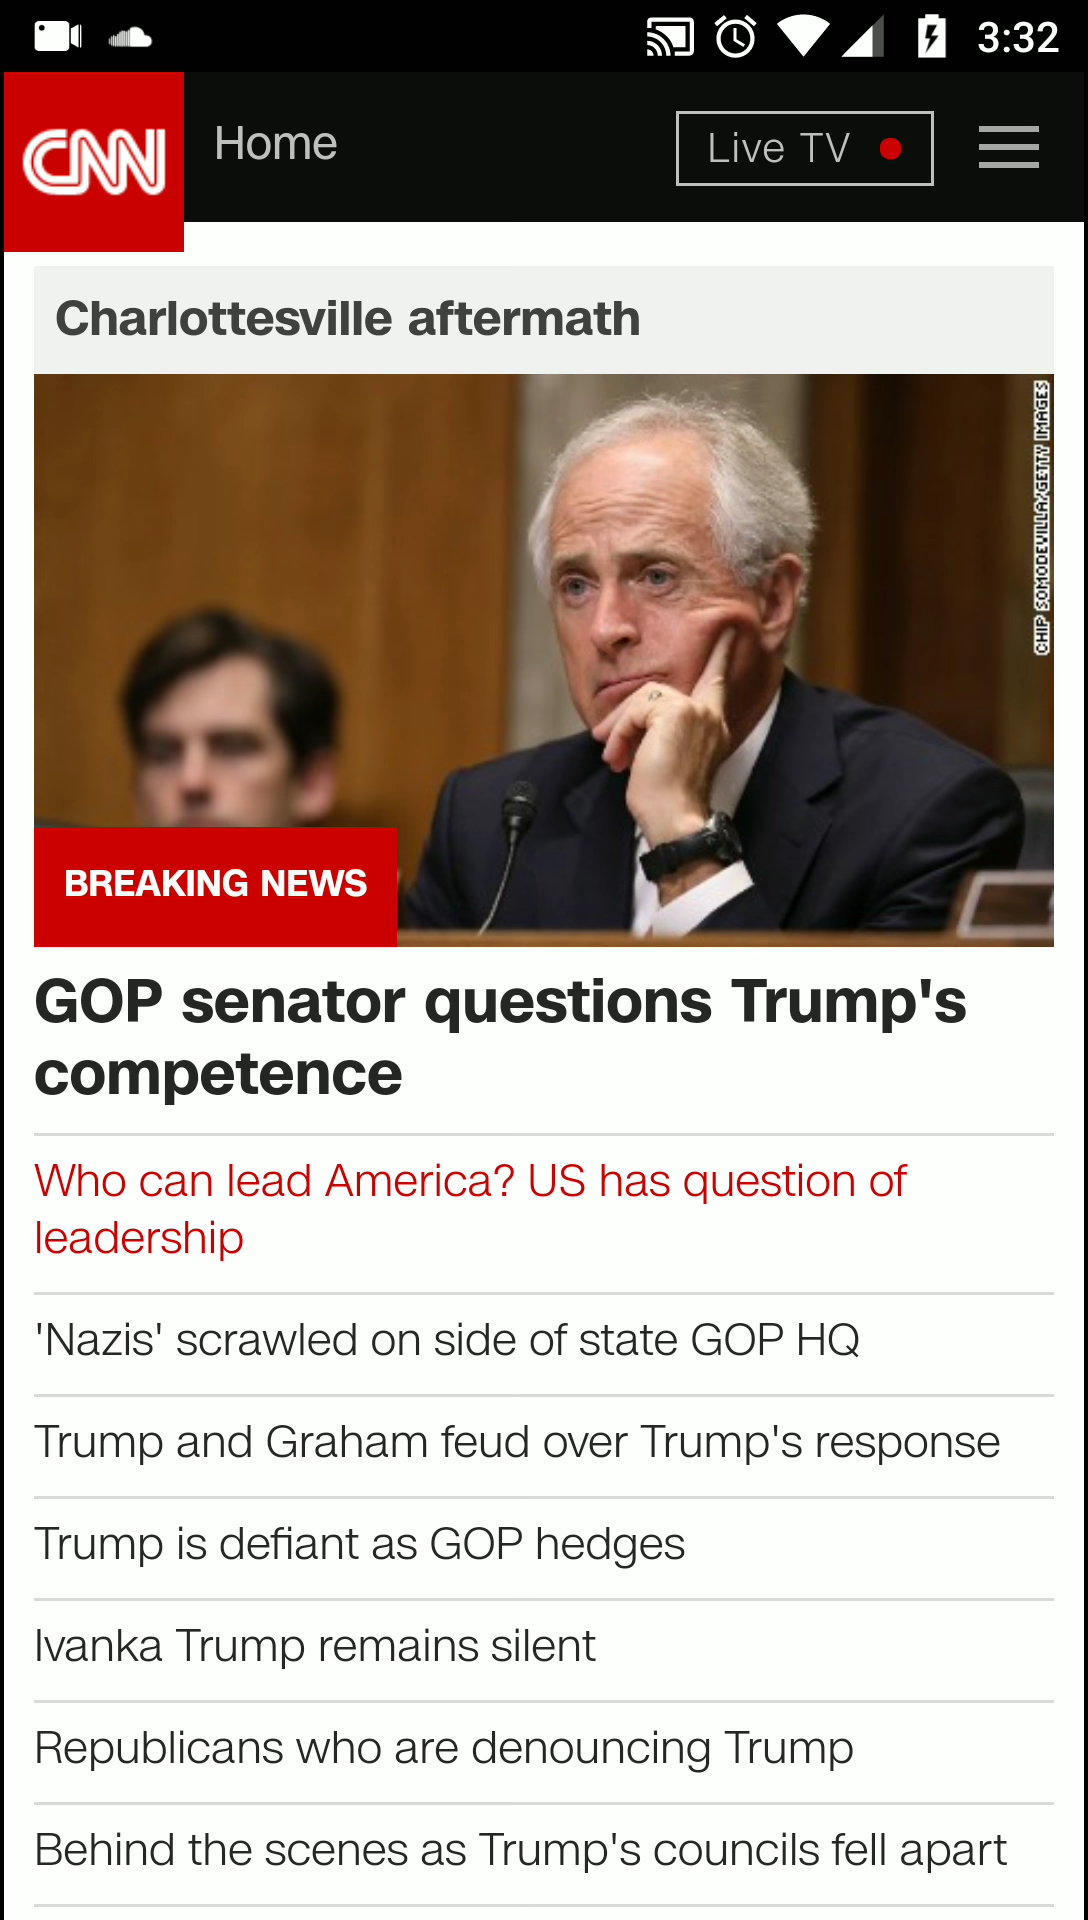 3:32
CNN
Home
Live TV
Charlottesville aftermath
CHIP SOMODEVILLA/GETTY IMAGES
BREAKING NEWS
GOP senator questions Trump's
competence
Who can lead America? US has question of
leadership
'Nazis' scrawled on side of state GOP HQ
Trump and Graham feud over Trump's response
Trump is defiant as GOP hedges
Ivanka Trump remains silent
Republicans who are denouncing Trump
Behind the scenes as Trump's councils fell apart